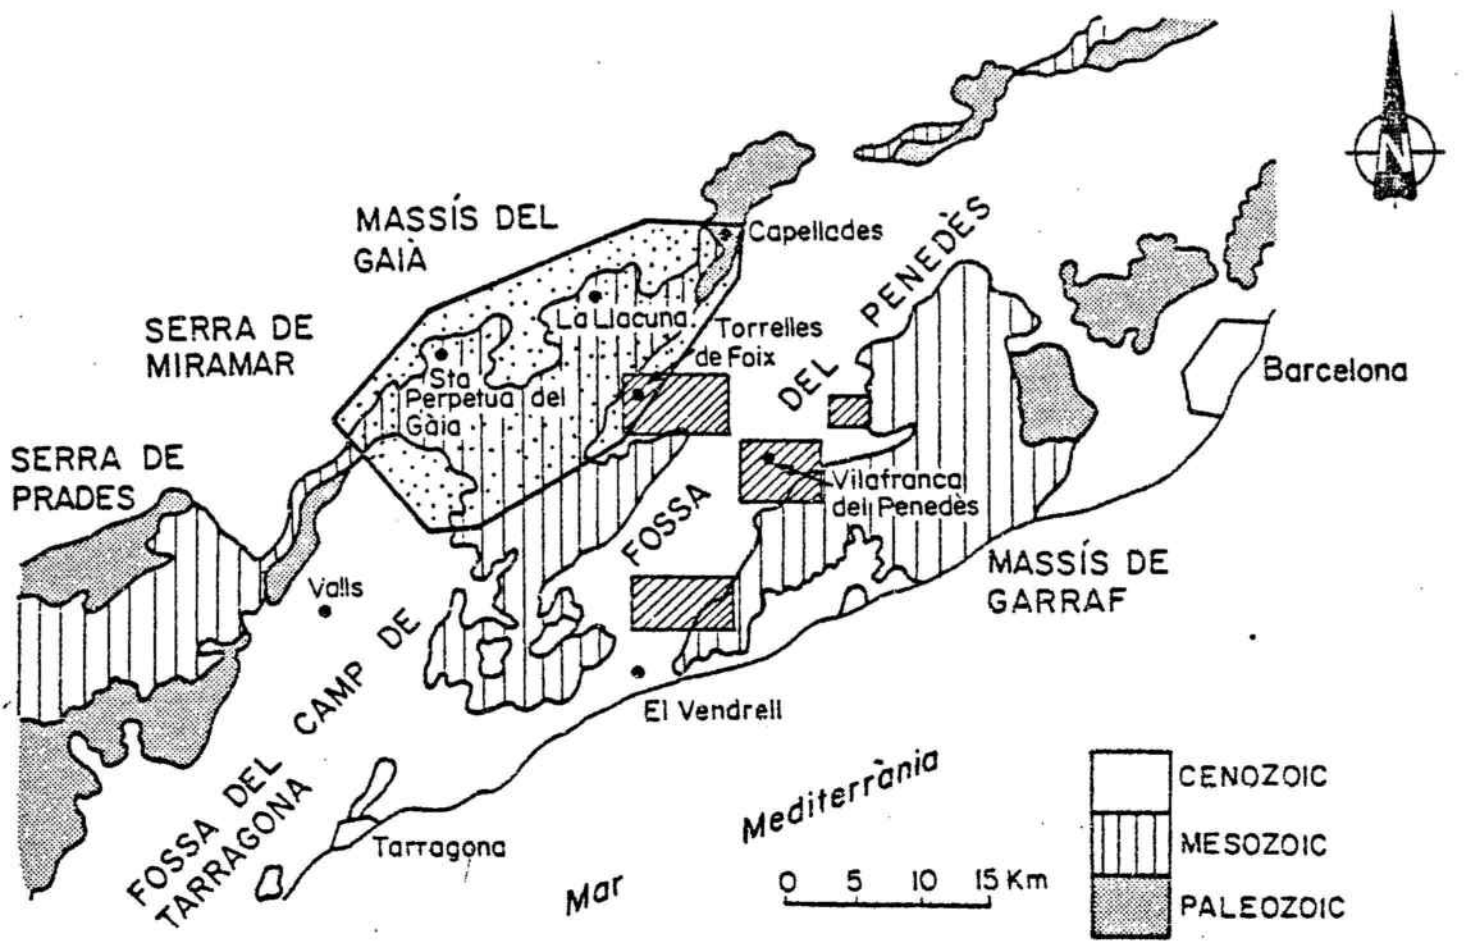 N
MASSÍS DEL
GAIÀ
Capellades
PENEDÈS
SERRA DE
MIRAMAR
La Llacuna
Torrelles
de Foix
DEL
Barcelona
Sta
Perpetua del
Gàia
SERRA DE
PRADES
Vilafranca
del Penedès
FOSSA
MASSÍS DE
GARRAF
Valls
El Vendrell
FOSSA DEL CAMP DE
TARRAGONA
Tarragona
Mar Mediterrània
0 5 10 15 Km
CENOZOIC
MESOZOIC
PALEOZOIC